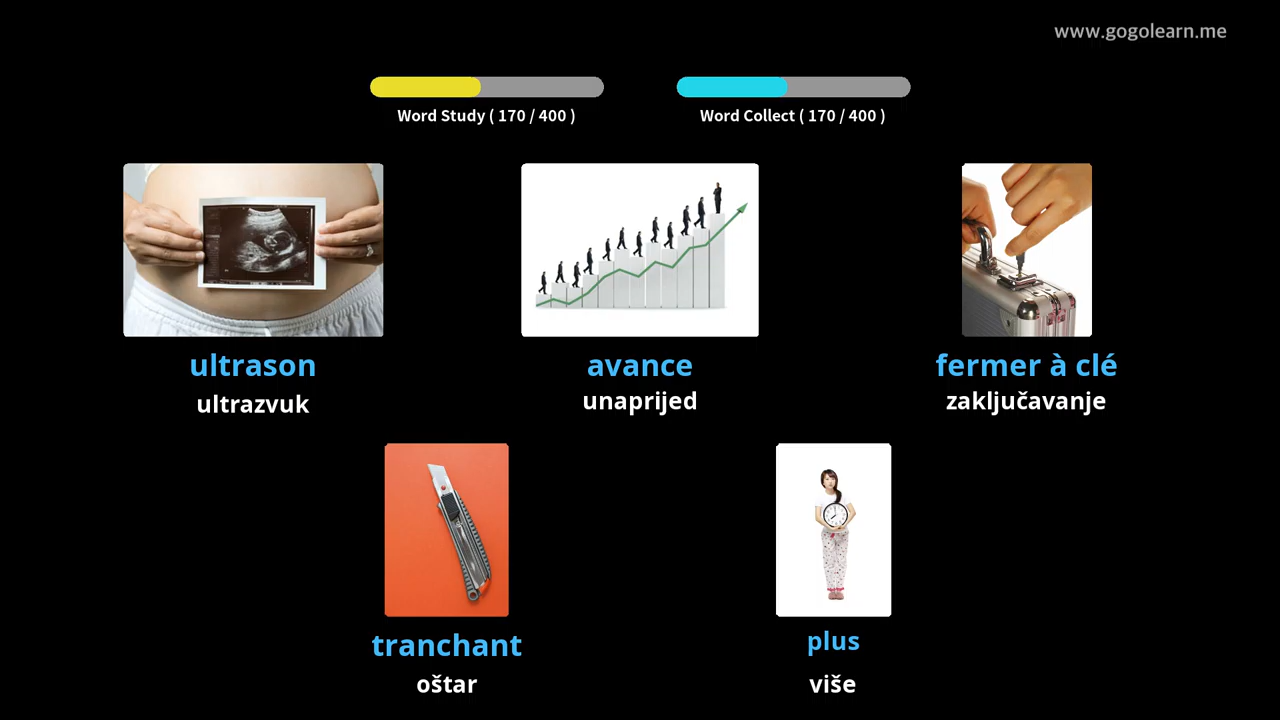 www.gogolearn.me
Word Study ( 170 / 400 )
Word Collect ( 170 / 400 )
ultrason
ultrazvuk
avance
unaprijed
fermer à clé
zaključavanje
tranchant
oštar
plus
više